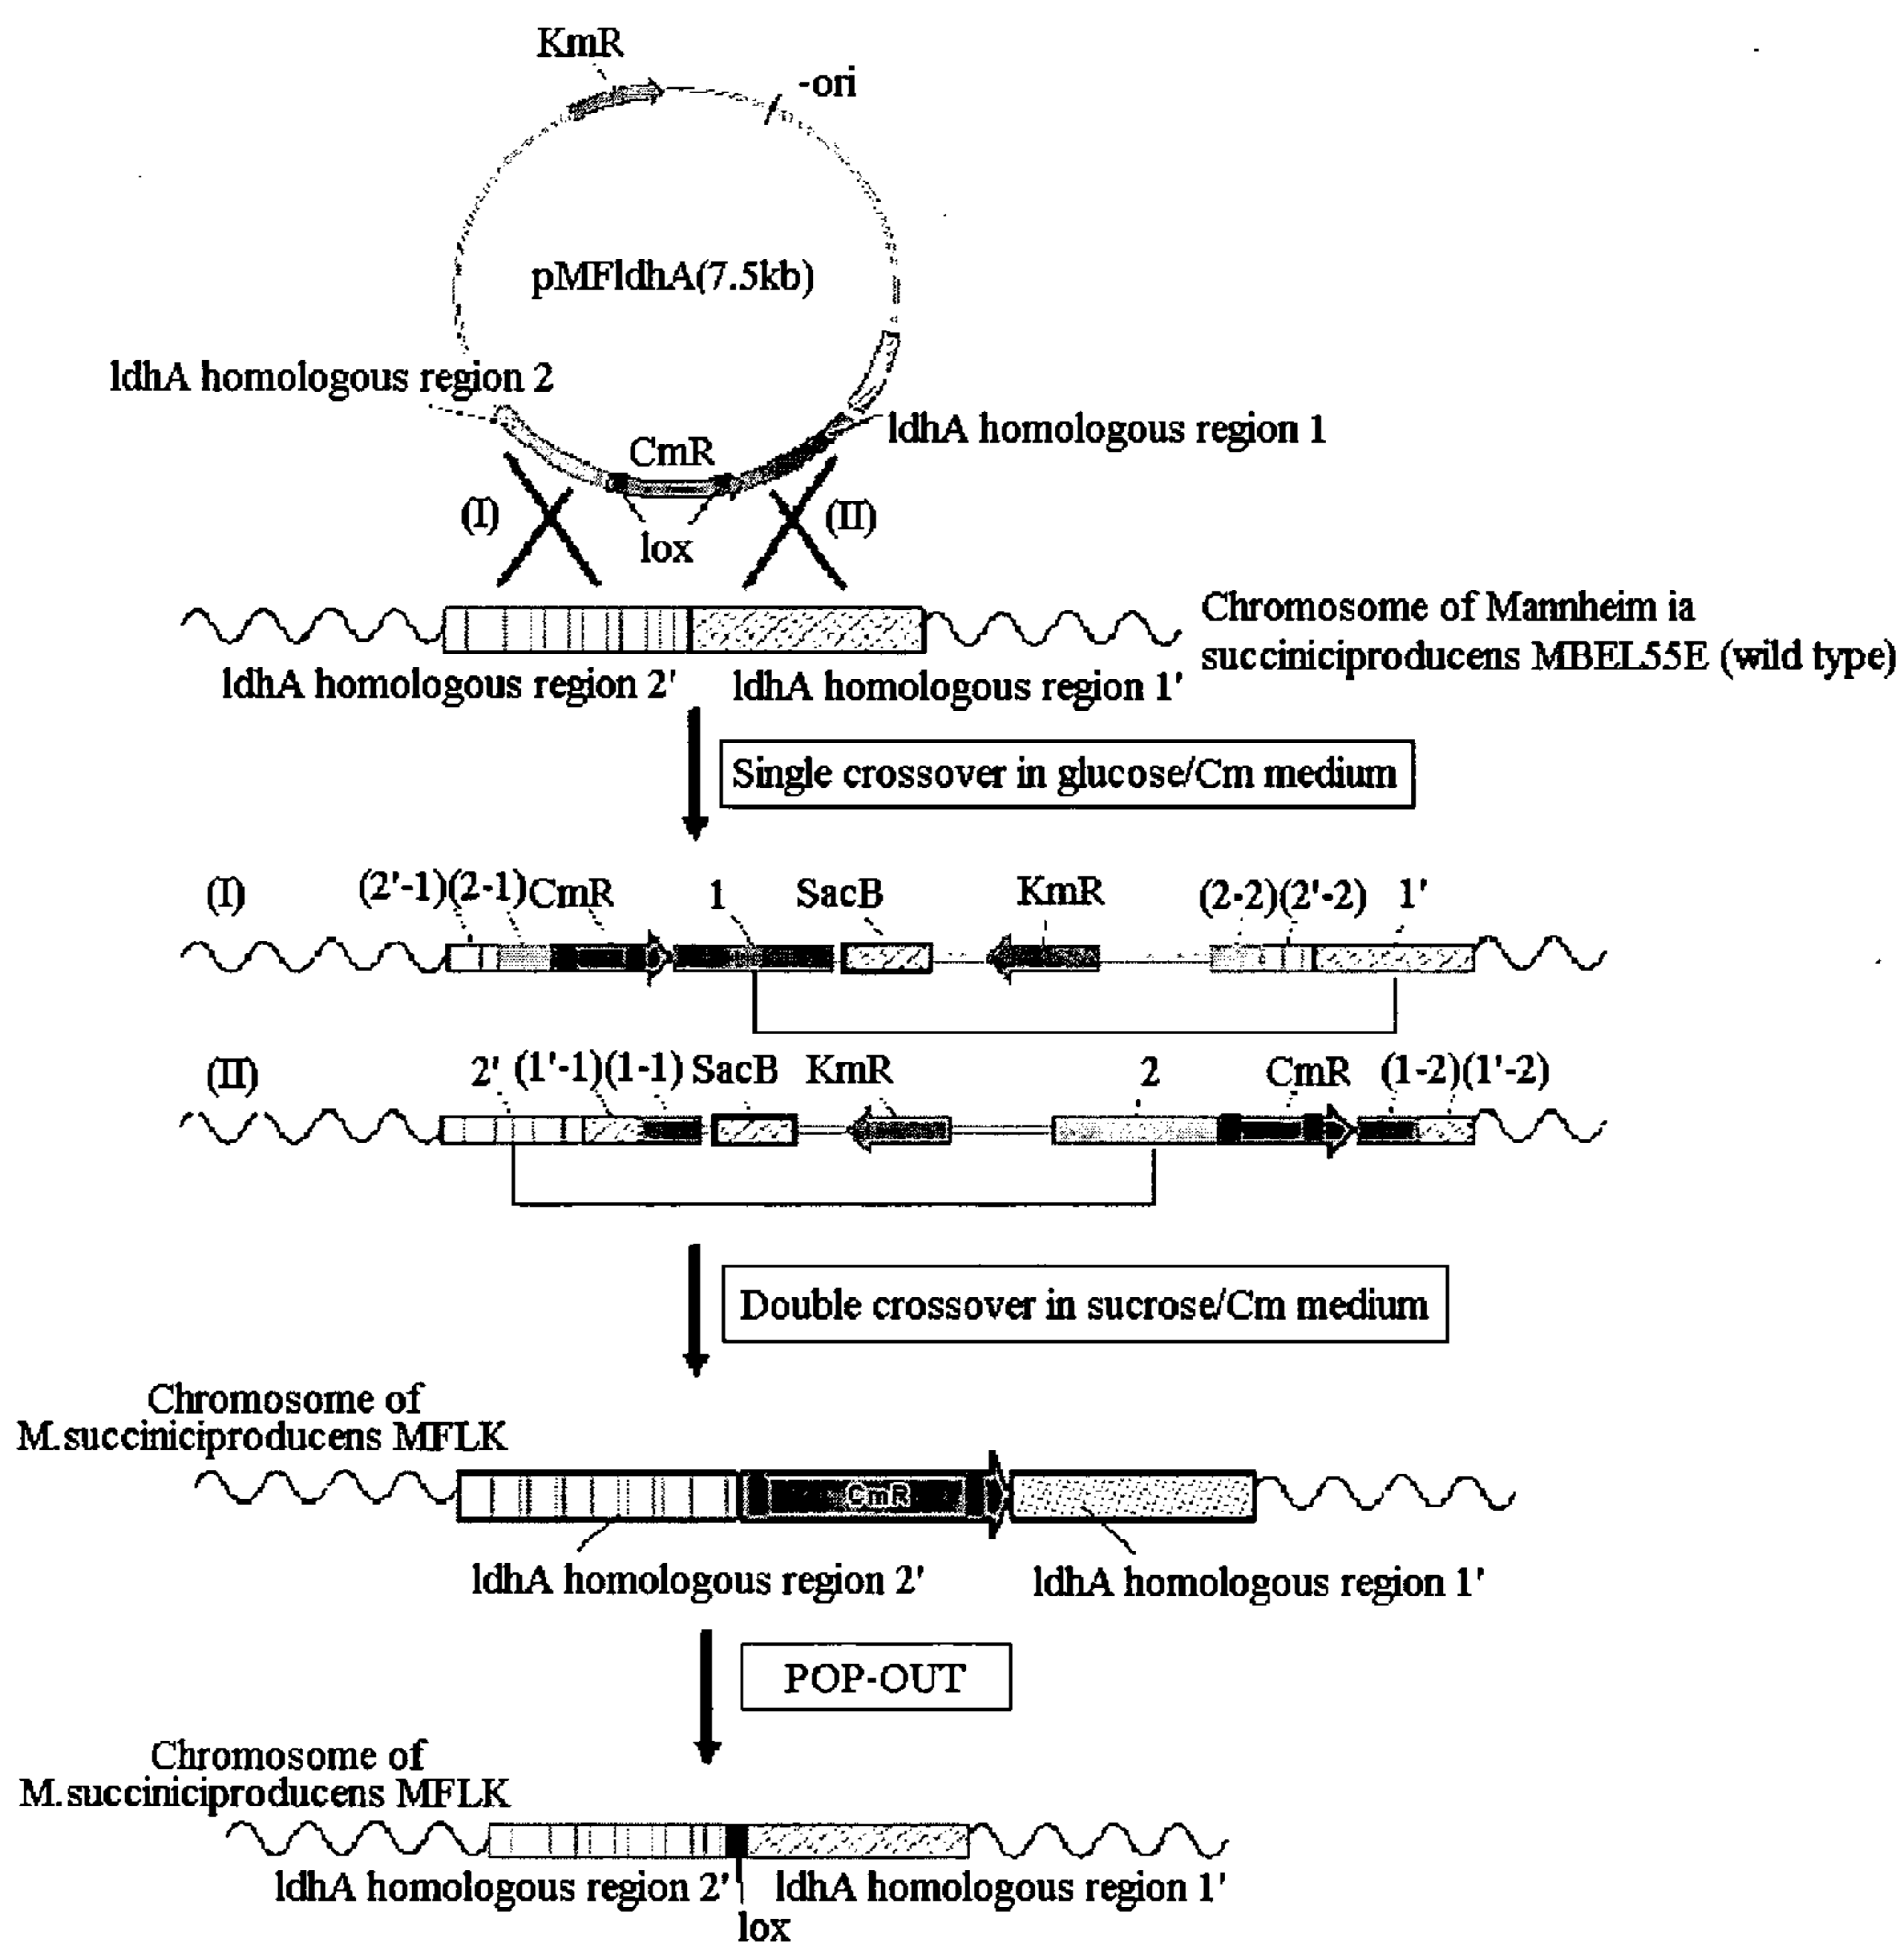 KmR
-ori
pMFldhA(7.5kb)
ldhA homologous region 2
ldhA homologous region 1
CmR
(I)
(II)
lox
Chromosome of Mannheim ia
succiniciproducens MBEL55E (wild type)
ldhA homologous region 2'
ldhA homologous region 1'
Single crossover in glucose/Cm medium
(I)
(2'-1)(2-1)CmR
1
SacB
KmR
(2-2)(2'-2)
1'
(II)
2'
(1'-1)(1-1)
SacB
KmR
2
CmR
(1-2)(1'-2)
Double crossover in sucrose/Cm medium
Chromosome of
M.succiniciproducens MFLK
CmR
ldhA homologous region 2'
ldhA homologous region 1'
POP-OUT
Chromosome of
M.succiniciproducens MFLK
ldhA homologous region 2'
ldhA homologous region 1'
lox